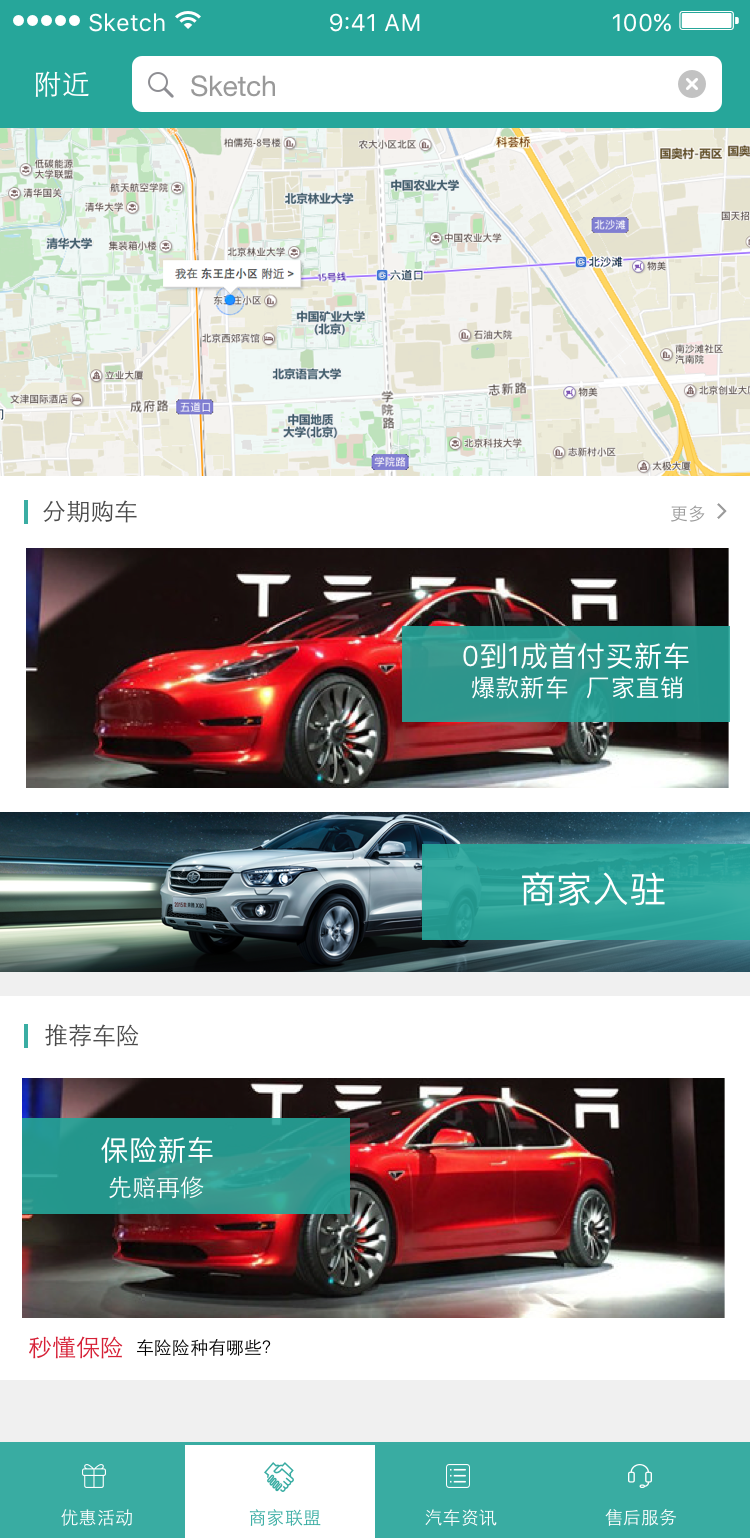 Sketch
9:41 AM
100%
附近
Sketch
柏儒苑-8号楼
农大小区北区
科荟桥
国奥村-西区
国奥
低碳能源
大学联盟
清华国美
航天航空学院
清华大学
北京林业大学
中国农业大学
国天招
北沙滩
清华大学
集装箱小楼
北京林业大学
中国农业大学
我在 东王庄小区 附近 >
15号线
六道口
北沙滩
物美
东王庄小区
中国矿业大学
(北京)
北京西郊宾馆
石油大院
南沙滩社区
汽南院
立业大厦
北京语言大学
志新路
物美
北京创业大厦
文津国际酒店
成府路
五道口
学院路
中国地质
大学(北京)
北京科技大学
志新村小区
学院路
太极大厦
分期购车
更多
TESLA
0到1成首付买新车
爆款新车 厂家直销
商家入驻
推荐车险
TESLA
保险新车
先赔再修
秒懂保险 车险险种有哪些?
优惠活动
商家联盟
汽车资讯
售后服务